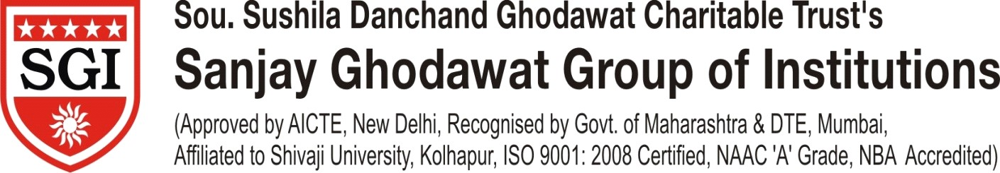 Sou. Sushila Danchand Ghodawat Charitable Trust's
SGI
Sanjay Ghodawat Group of Institutions
(Approved by AICTE, New Delhi, Recognised by Govt. of Maharashtra & DTE, Mumbai,
Affiliated to Shivaji University, Kolhapur, ISO 9001: 2008 Certified, NAAC 'A' Grade, NBA Accredited)